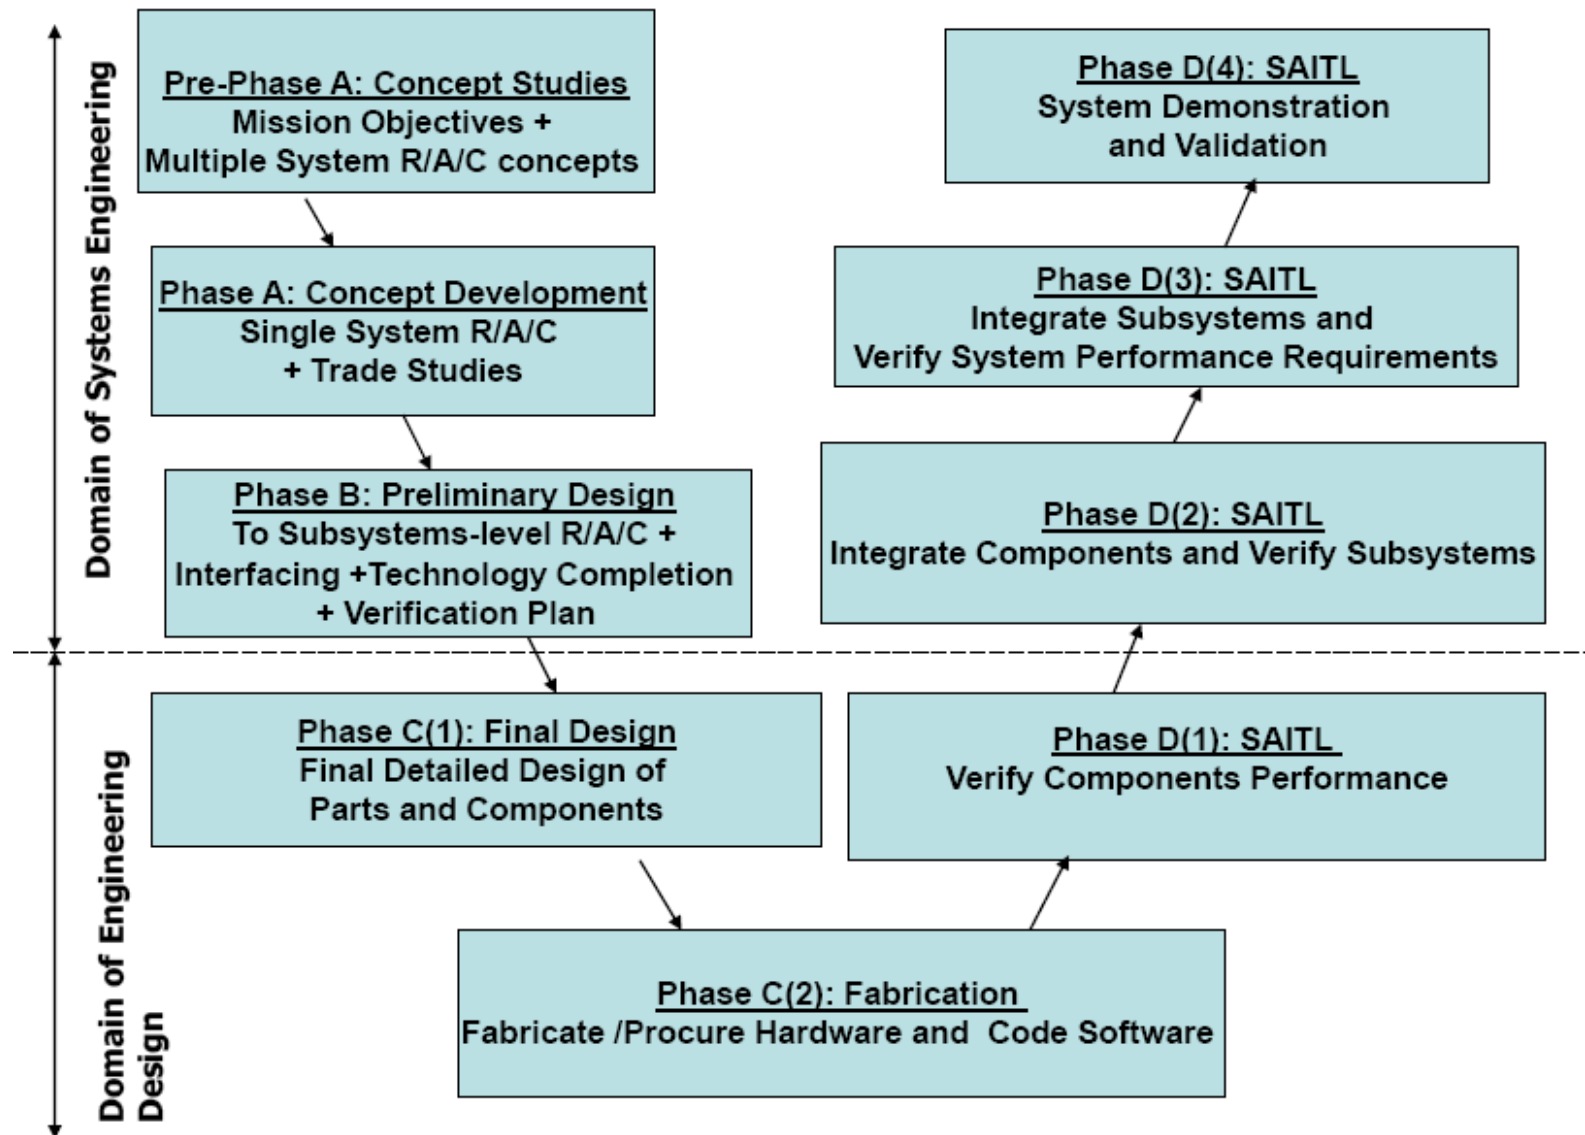 Domain of Systems Engineering
Pre-Phase A: Concept Studies
Mission Objectives +
Multiple System R/A/C concepts
Phase A: Concept Development
Single System R/A/C
+ Trade Studies
Phase B: Preliminary Design
To Subsystems-level R/A/C +
Interfacing +Technology Completion
+ Verification Plan
Domain of Engineering
Design
Phase C(1): Final Design
Final Detailed Design of
Parts and Components
Phase C(2): Fabrication
Fabricate /Procure Hardware and Code Software
Phase D(1): SAITL
Verify Components Performance
Phase D(2): SAITL
Integrate Components and Verify Subsystems
Phase D(3): SAITL
Integrate Subsystems and
Verify System Performance Requirements
Phase D(4): SAITL
System Demonstration
and Validation